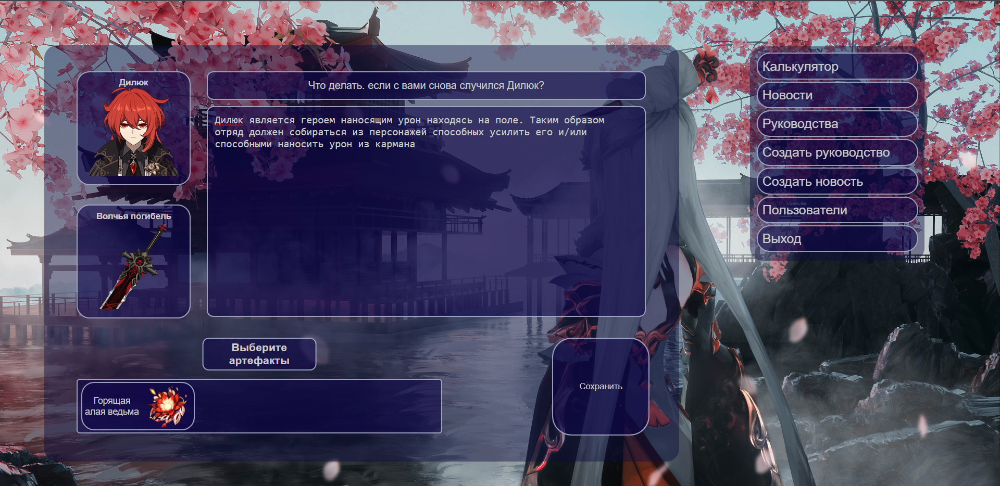 Дилюк
Что делать. если с вами снова случился Дилюк?
Дилюк является героем наносящим урон находясь на поле. Таким образом
отряд должен собираться из персонажей способных усилить его и/или
способными наносить урон из кармана
Волчья погибель
Выберите
артефакты
Горящая
алая ведьма
Сохранить
Калькулятор
Новости
Руководства
Создать руководство
Создать новость
Пользователи
Выход